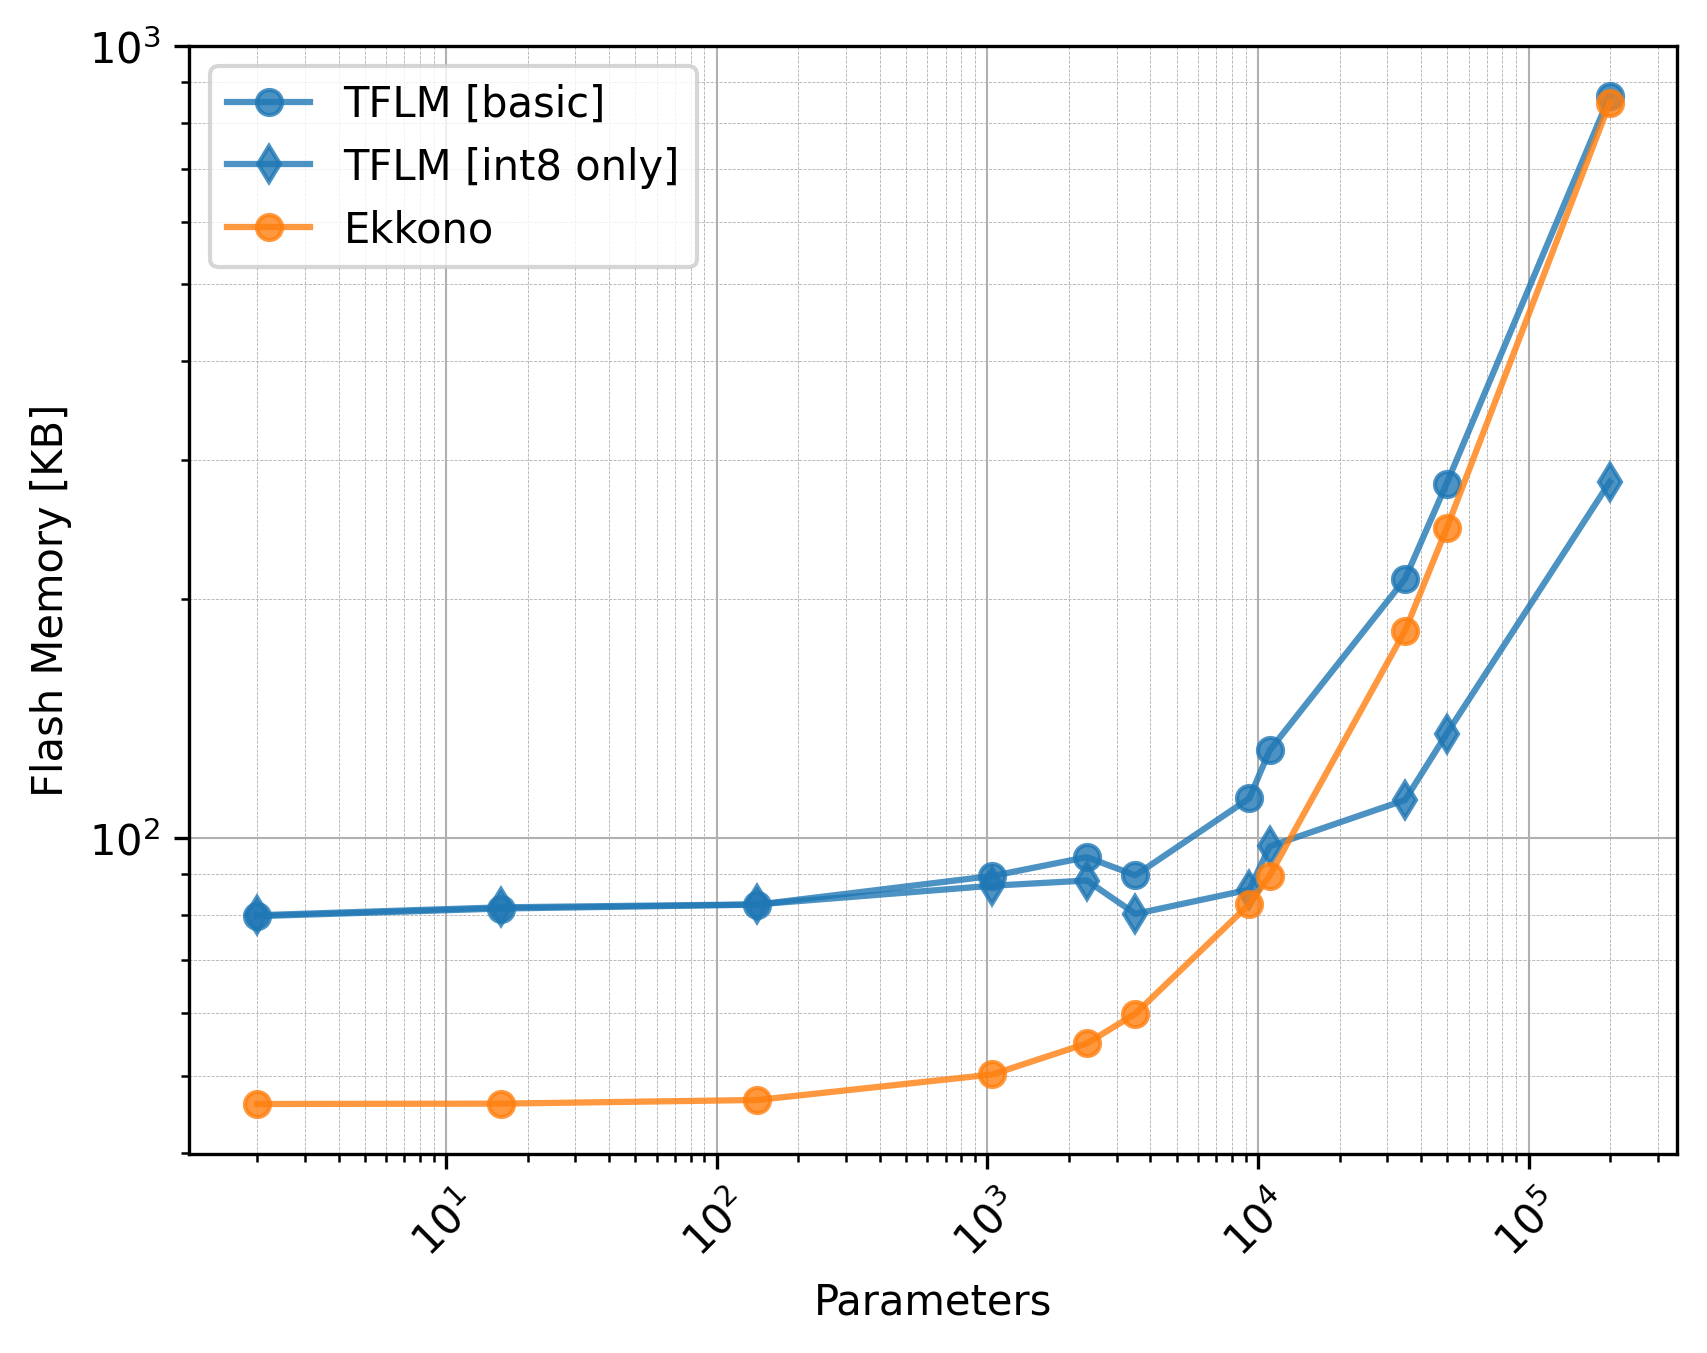 10³
TFLM [basic]
TFLM [int8 only]
Ekkono
Flash Memory [KB]
10²
10¹ 10² 10³ 10⁴ 10⁵
Parameters